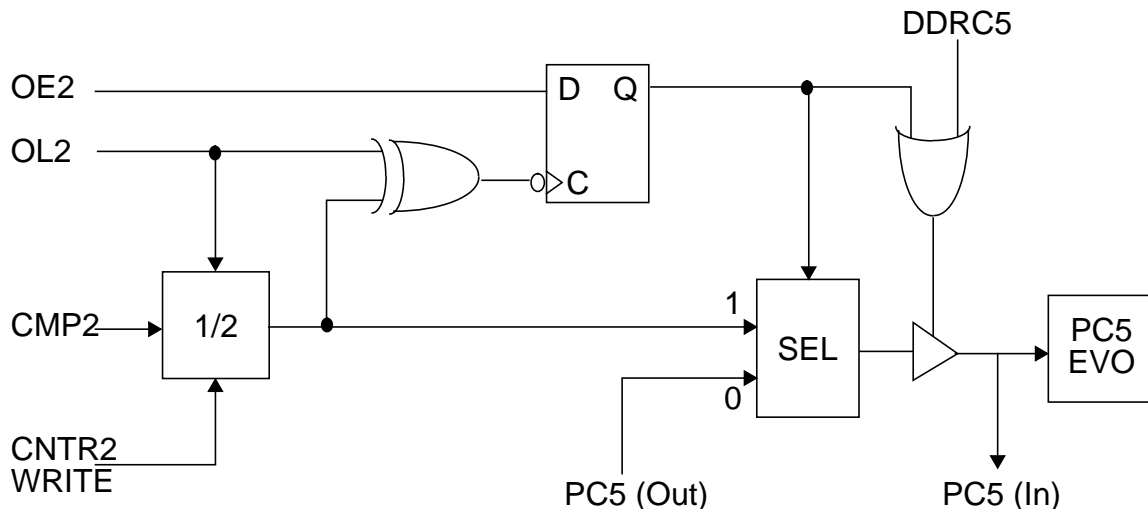 DDRC5
OE2
D
Q
OL2
C
CMP2
1/2
1
SEL
0
PC5
EVO
CNTR2
WRITE
PC5 (Out)
PC5 (In)